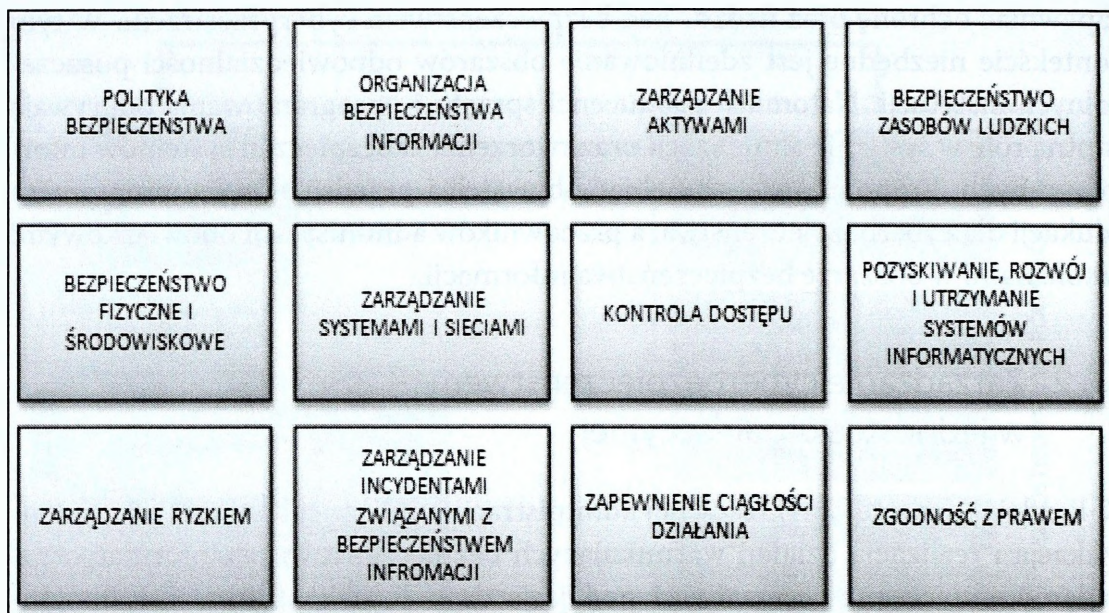 POLITYKA
BEZPIECZEŃSTWA
ORGANIZACJA
BEZPIECZEŃSTWA
INFORMACJI
ZARZĄDZANIE
AKTYWAMI
BEZPIECZEŃSTWO
ZASOBÓW LUDZKICH
BEZPIECZEŃSTWO
FIZYCZNE I
ŚRODOWISKOWE
ZARZĄDZANIE
SYSTEMAMI I SIECIAMI
KONTROLA DOSTĘPU
POZYSKIWANIE, ROZWÓJ
I UTRZYMANIE
SYSTEMÓW
INFORMATYCZNYCH
ZARZĄDZANIE RYZKIEM
ZARZĄDZANIE
INCYDENTAMI
ZWIĄZANYMI Z
BEZPIECZEŃSTWEM
INFROMACJI
ZAPEWNIENIE CIĄGŁOŚCI
DZIAŁANIA
ZGODNOŚĆ Z PRAWEM